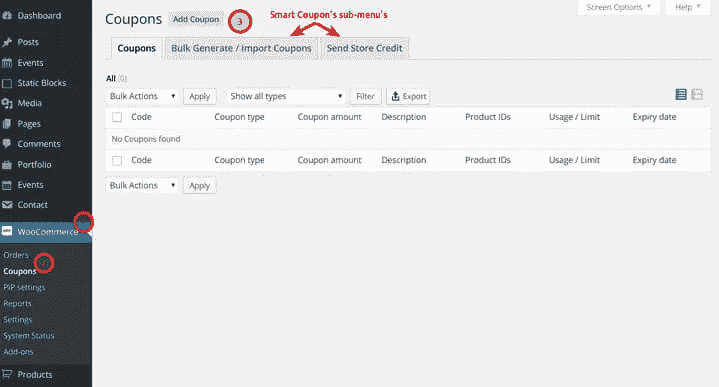 Dashboard
Posts
Events
Static Blocks
Media
Pages
Comments
Portfolio
Events
Contact
WooCommerce
Orders
Coupons
PIP settings
Reports
Settings
System Status
Add-ons
Products
Screen Options Help
Coupons Add Coupon 3 Smart Coupon's sub-menu's
Coupons Bulk Generate / Import Coupons Send Store Credit
All (0)
Bulk Actions Apply Show all types Filter Export
Code Coupon type Coupon amount Description Product IDs Usage / Limit Expiry date
No Coupons found
Code Coupon type Coupon amount Description Product IDs Usage / Limit Expiry date
Bulk Actions Apply